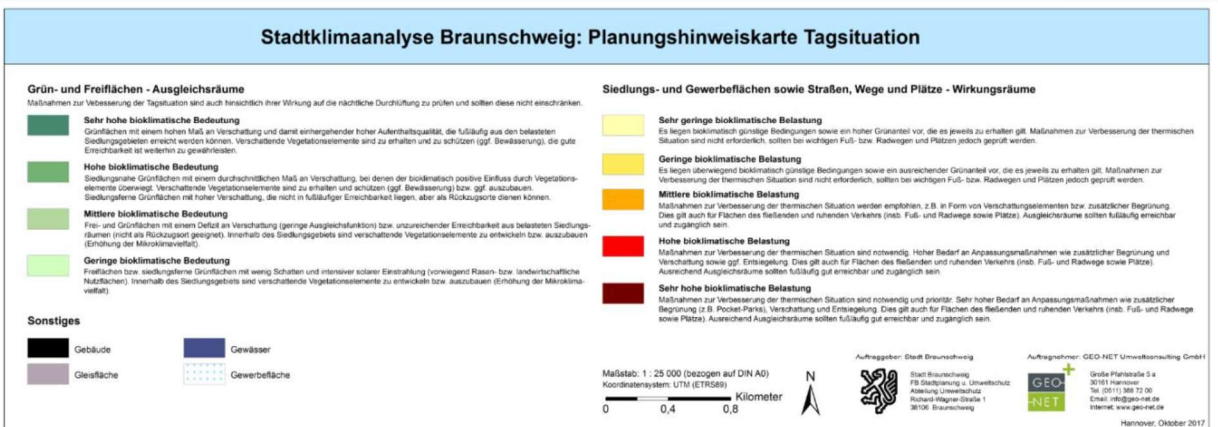 Stadtklimaanalyse Braunschweig: Planungshinweiskarte Tagsituation
Grün- und Freiflächen - Ausgleichsräume
Maßnahmen zur Vebesserung der Tagsituation sind auch hinsichtlich ihrer Wirkung auf die nächtliche Durchlüftung zu prüfen und sollten diese nicht einschränken.
Sehr hohe bioklimatische Bedeutung
Grünflächen mit einem hohen Maß an Verschattung und damit einhergehender hoher Aufenthaltsqualität, die fußläufig aus den belasteten
Siedlungsgebieten erreicht werden können. Verschattende Vegetationselemente sind zu erhalten und zu schützen (ggf. Bewässerung), die gute
Erreichbarkeit ist weiterhin zu gewährleisten.
Hohe bioklimatische Bedeutung
Siedlungsnahe Grünflächen mit einem durchschnittlichen Maß an Verschattung, bei denen der bioklimatisch positive Einfluss durch Vegetations-
elemente überwiegt. Verschattende Vegetationselemente sind zu erhalten und schützen (ggf. Bewässerung) bzw. ggf. auszubauen.
Siedlungsferne Grünflächen mit hoher Verschattung, die nicht in fußläufiger Erreichbarkeit liegen, aber als Rückzugsorte dienen können.
Mittlere bioklimatische Bedeutung
Frei- und Grünflächen mit einem Defizit an Verschattung (geringe Ausgleichsfunktion) bzw. unzureichender Erreichbarkeit aus belasteten Siedlungs-
räumen (nicht als Rückzugsort geeignet). Innerhalb des Siedlungsgebiets sind verschattende Vegetationselemente zu entwickeln bzw. auszubauen
(Erhöhung der Mikroklimavielfalt).
Geringe bioklimatische Bedeutung
Freiflächen bzw. siedlungsferne Grünflächen mit wenig Schatten und intensiver solarer Einstrahlung (vorwiegend Rasen- bzw. landwirtschaftliche
Nutzflächen). Innerhalb des Siedlungsgebiets sind verschattende Vegetationselemente zu entwickeln bzw. auszubauen (Erhöhung der Mikroklima-
vielfalt).
Sonstiges
Gebäude
Gewässer
Gleisfläche
Gewerbefläche
Siedlungs- und Gewerbeflächen sowie Straßen, Wege und Plätze - Wirkungsräume
Sehr geringe bioklimatische Belastung
Es liegen bioklimatisch günstige Bedingungen sowie ein hoher Grünanteil vor, die es jeweils zu erhalten gilt. Maßnahmen zur Verbesserung der thermischen
Situation sind nicht erforderlich, sollten bei wichtigen Fuß- bzw. Radwegen und Plätzen jedoch geprüft werden.
Geringe bioklimatische Belastung
Es liegen überwiegend bioklimatisch günstige Bedingungen sowie ein ausreichender Grünanteil vor, die es jeweils zu erhalten gilt. Maßnahmen zur
Verbesserung der thermischen Situation sind nicht erforderlich, sollten bei wichtigen Fuß- bzw. Radwegen und Plätzen jedoch geprüft werden.
Mittlere bioklimatische Belastung
Maßnahmen zur Verbesserung der thermischen Situation werden empfohlen, z.B. in Form von Verschattungselementen bzw. zusätzlicher Begrünung.
Dies gilt auch für Flächen des fließenden und ruhenden Verkehrs (insb. Fuß- und Radwege sowie Plätze). Ausgleichsräume sollten fußläufig erreichbar
und zugänglich sein.
Hohe bioklimatische Belastung
Maßnahmen zur Verbesserung der thermischen Situation sind notwendig. Hoher Bedarf an Anpassungsmaßnahmen wie zusätzlicher Begrünung und
Verschattung sowie ggf. Entsiegelung. Dies gilt auch für Flächen des fließenden und ruhenden Verkehrs (insb. Fuß- und Radwege sowie Plätze).
Ausreichend Ausgleichsräume sollten fußläufig gut erreichbar und zugänglich sein.
Sehr hohe bioklimatische Belastung
Maßnahmen zur Verbesserung der thermischen Situation sind notwendig und prioritär. Sehr hoher Bedarf an Anpassungsmaßnahmen wie zusätzlicher
Begrünung (z.B. Pocket-Parks), Verschattung und Entsiegelung. Dies gilt auch für Flächen des fließenden und ruhenden Verkehrs (insb. Fuß- und Radwege
sowie Plätze). Ausreichend Ausgleichsräume sollten fußläufig gut erreichbar und zugänglich sein.
Maßstab: 1 : 25 000 (bezogen auf DIN A0)
Koordinatensystem: UTM (ETRS89)
Kilometer
0 0,4 0,8
N
Auftraggeber: Stadt Braunschweig
Stadt Braunschweig
FB Stadtplanung u. Umweltschutz
Abteilung Umweltschutz
Richard-Wagner-Straße 1
38106 Braunschweig
Auftragnehmer: GEO-NET Umweltconsulting GmbH
GEO-
NET
Große Pfahlstraße 5 a
30161 Hannover
Tel. (0511) 388 72 00
Email: info@geo-net.de
Internet: www.geo-net.de
Hannover, Oktober 2017